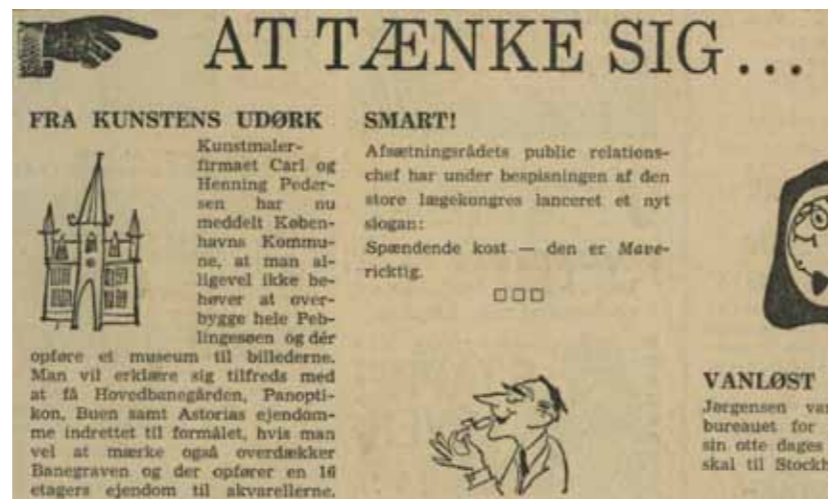 AT TÆNKE SIG...
FRA KUNSTENS UDØRK
Kunstmaler-
firmaet Carl og
Henning Peder-
sen har nu
meddelt Køben-
havns Kommu-
ne, at man al-
ligevel ikke be-
høver at over-
bygge hele Peb-
lingesøen og dér
opføre et museum til billederne.
Man vil erklære sig tilfreds med
at få Hovedbanegården, Panopti-
kon, Buen samt Astorias ejendom-
me indrettet til formålet, hvis man
vel at mærke også overdækker
Banegraven og der opfører en 16
etagers ejendom til akvarellerne.
SMART!
Afsætningsrådets public relations-
chef har under bespisningen af den
store lægekongres lanceret et nyt
slogan:
Spændende kost — den er Mave-
ricktig.
VANLØST
Jørgensen var
bureauet for
sin otte dages
skal til Stockh